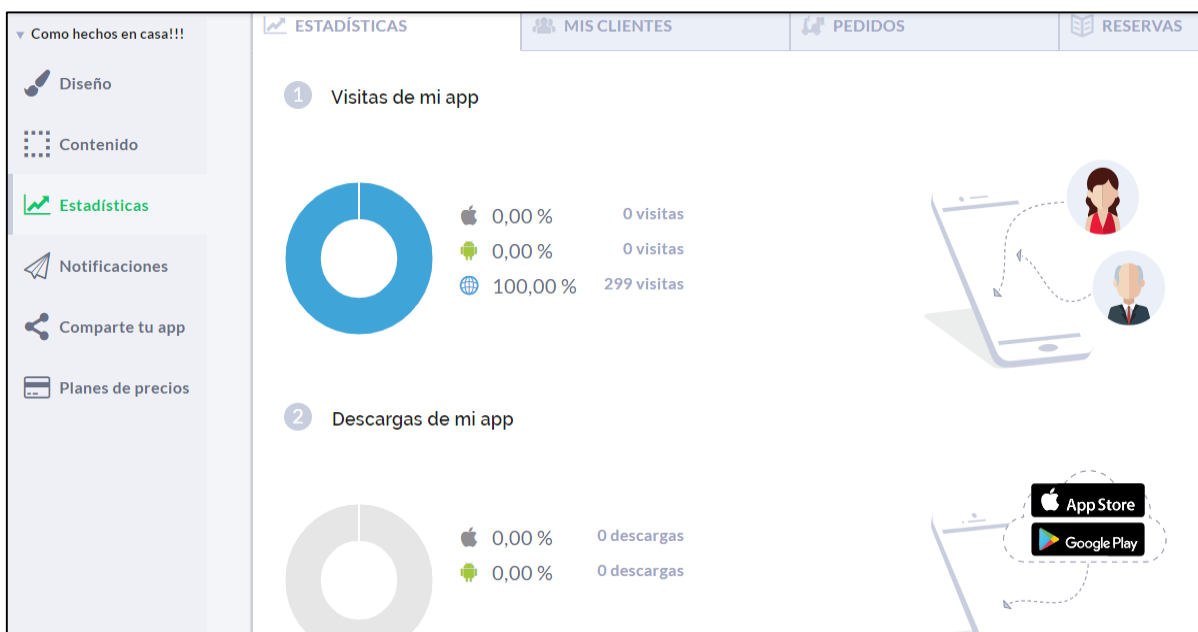 Como hechos en casa!!!
Diseño
Contenido
Estadísticas
Notificaciones
Comparte tu app
Planes de precios
ESTADÍSTICAS
MIS CLIENTES
PEDIDOS
RESERVAS
1 Visitas de mi app
0,00 % 0 visitas
0,00 % 0 visitas
100,00 % 299 visitas
2 Descargas de mi app
0,00 % 0 descargas
0,00 % 0 descargas
App Store
Google Play